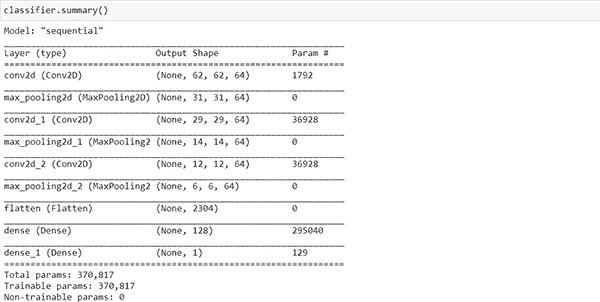 classifier.summary()
Model: "sequential"
Layer (type) Output Shape Param #
conv2d (Conv2D) (None, 62, 62, 64) 1792
max_pooling2d (MaxPooling2D) (None, 31, 31, 64) 0
conv2d_1 (Conv2D) (None, 29, 29, 64) 36928
max_pooling2d_1 (MaxPooling2 (None, 14, 14, 64) 0
conv2d_2 (Conv2D) (None, 12, 12, 64) 36928
max_pooling2d_2 (MaxPooling2 (None, 6, 6, 64) 0
flatten (Flatten) (None, 2304) 0
dense (Dense) (None, 128) 295040
dense_1 (Dense) (None, 1) 129
Total params: 370,817
Trainable params: 370,817
Non-trainable params: 0